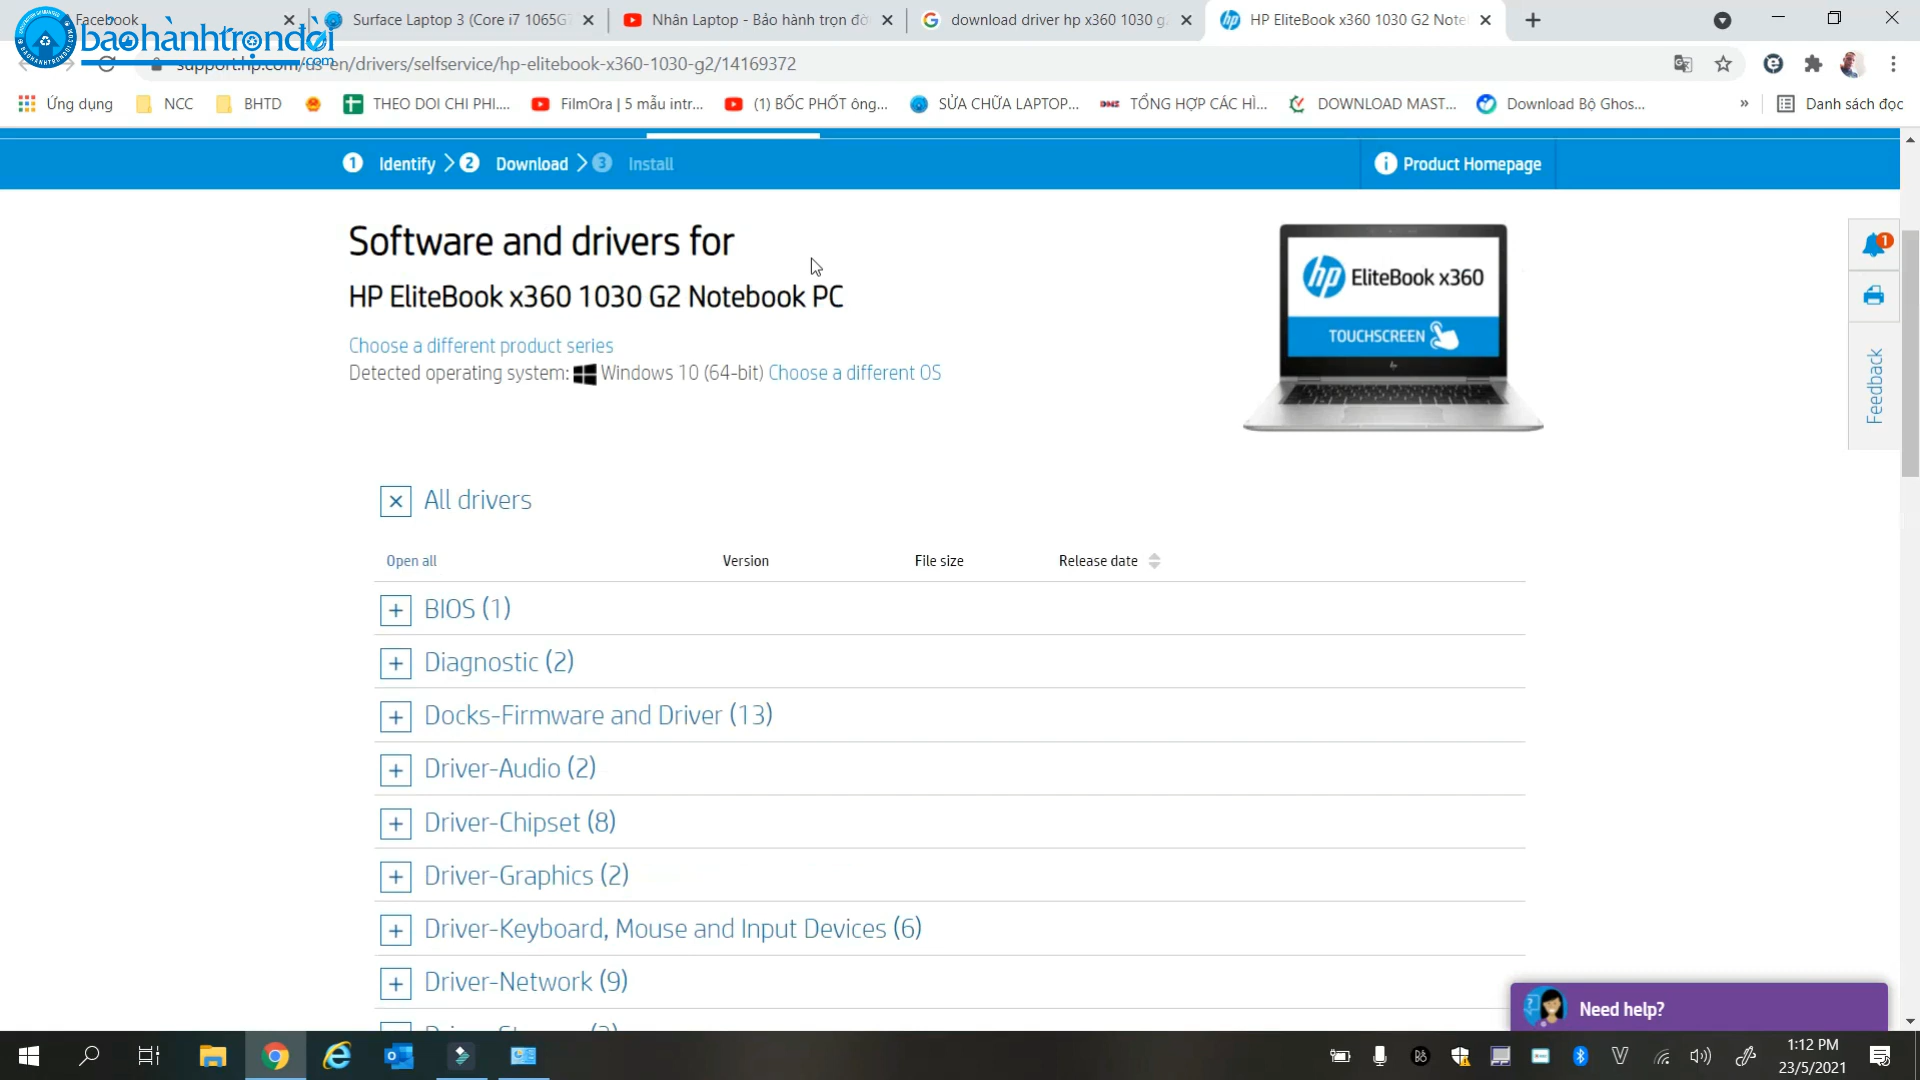 Facebook
Surface Laptop 3 (Core i7 1065G7
Nhân Laptop - Bảo hành trọn đờ
download driver hp x360 1030 g
HP EliteBook x360 1030 G2 Note
baohànhtrọnđời
.com
support.hp.com/us-en/drivers/selfservice/hp-elitebook-x360-1030-g2/14169372
Ứng dụng
NCC
BHTD
THEO DOI CHI PHI....
FilmOra | 5 mẫu intr...
(1) BỐC PHỐT ông...
SỬA CHỮA LAPTOP...
TỔNG HỢP CÁC HÌ...
DOWNLOAD MAST...
Download Bộ Ghos...
»
Danh sách đọc
1 Identify
2 Download
3 Install
Product Homepage
Software and drivers for
HP EliteBook x360 1030 G2 Notebook PC
Choose a different product series
Detected operating system: Windows 10 (64-bit) Choose a different OS
hp EliteBook x360
TOUCHSCREEN
1
Feedback
All drivers
Open all Version File size Release date
BIOS (1)
Diagnostic (2)
Docks-Firmware and Driver (13)
Driver-Audio (2)
Driver-Chipset (8)
Driver-Graphics (2)
Driver-Keyboard, Mouse and Input Devices (6)
Driver-Network (9)
Need help?
1:12 PM
23/5/2021